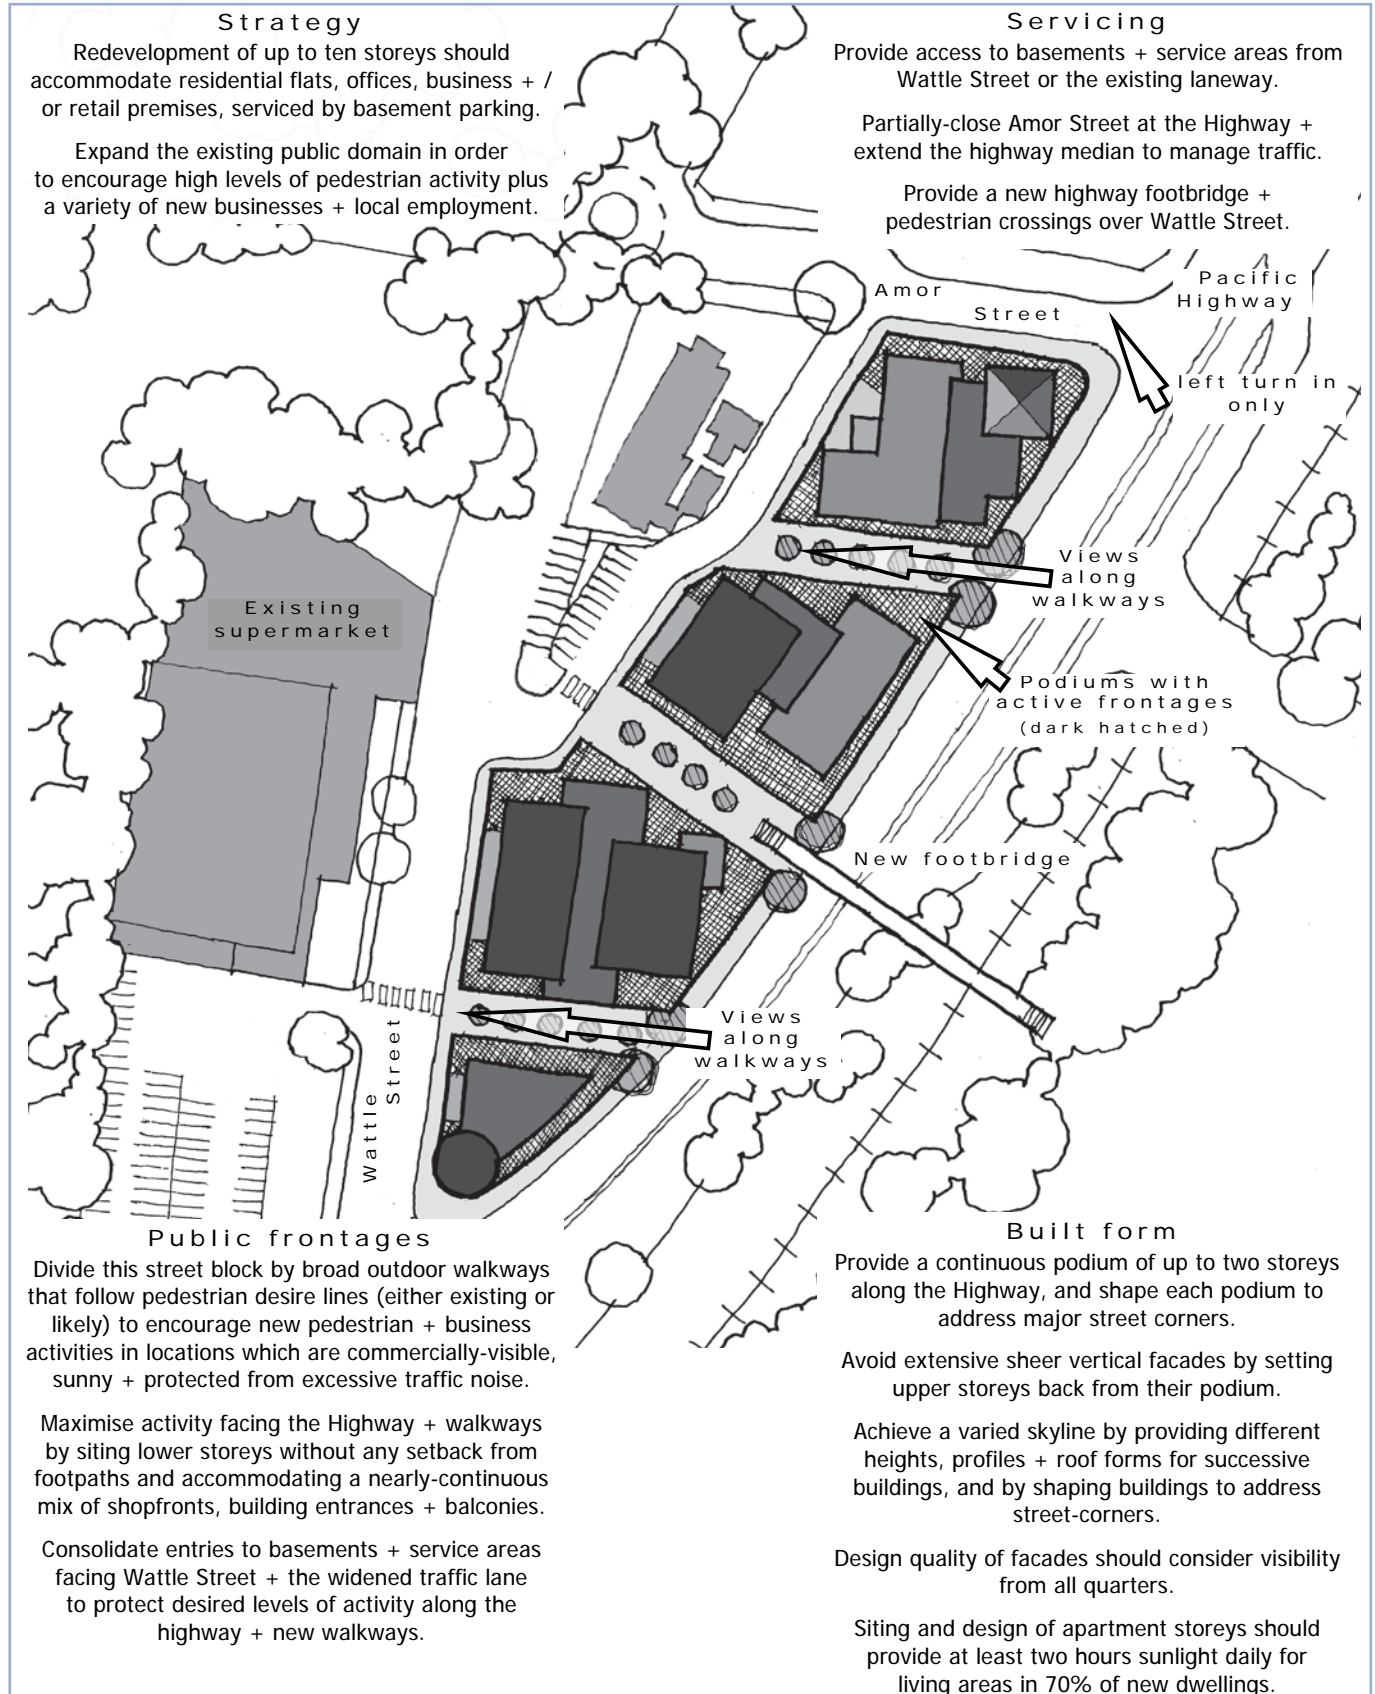 Strategy
Redevelopment of up to ten storeys should
accommodate residential flats, offices, business + /
or retail premises, serviced by basement parking.
Expand the existing public domain in order
to encourage high levels of pedestrian activity plus
a variety of new businesses + local employment.
Servicing
Provide access to basements + service areas from
Wattle Street or the existing laneway.
Partially-close Amor Street at the Highway +
extend the highway median to manage traffic.
Provide a new highway footbridge +
pedestrian crossings over Wattle Street.
Pacific
Highway
Amor
Street
left turn in
only
Views
along
walkways
Existing
supermarket
Podiums with
active frontages
(dark hatched)
New footbridge
Views
along
walkways
Wattle
Street
Public frontages
Divide this street block by broad outdoor walkways
that follow pedestrian desire lines (either existing or
likely) to encourage new pedestrian + business
activities in locations which are commercially-visible,
sunny + protected from excessive traffic noise.
Maximise activity facing the Highway + walkways
by siting lower storeys without any setback from
footpaths and accommodating a nearly-continuous
mix of shopfronts, building entrances + balconies.
Consolidate entries to basements + service areas
facing Wattle Street + the widened traffic lane
to protect desired levels of activity along the
highway + new walkways.
Built form
Provide a continuous podium of up to two storeys
along the Highway, and shape each podium to
address major street corners.
Avoid extensive sheer vertical facades by setting
upper storeys back from their podium.
Achieve a varied skyline by providing different
heights, profiles + roof forms for successive
buildings, and by shaping buildings to address
street-corners.
Design quality of facades should consider visibility
from all quarters.
Siting and design of apartment storeys should
provide at least two hours sunlight daily for
living areas in 70% of new dwellings.